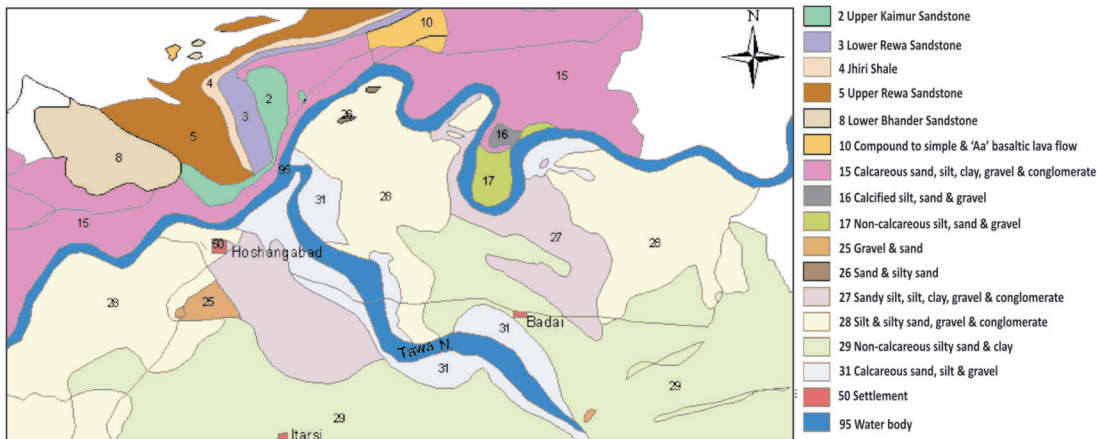 N
10
4
2
3
15
26
16
5
8
95
17
31
28
15
50
Hoshangabad
27
28
28
25
31
Badai
Tawa N.
31
29
29
Itarsi
2 Upper Kaimur Sandstone
3 Lower Rewa Sandstone
4 Jhiri Shale
5 Upper Rewa Sandstone
8 Lower Bhander Sandstone
10 Compound to simple & ‘Aa’ basaltic lava flow
15 Calcareous sand, silt, clay, gravel & conglomerate
16 Calcified silt, sand & gravel
17 Non-calcareous silt, sand & gravel
25 Gravel & sand
26 Sand & silty sand
27 Sandy silt, silt, clay, gravel & conglomerate
28 Silt & silty sand, gravel & conglomerate
29 Non-calcareous silty sand & clay
31 Calcareous sand, silt & gravel
50 Settlement
95 Water body